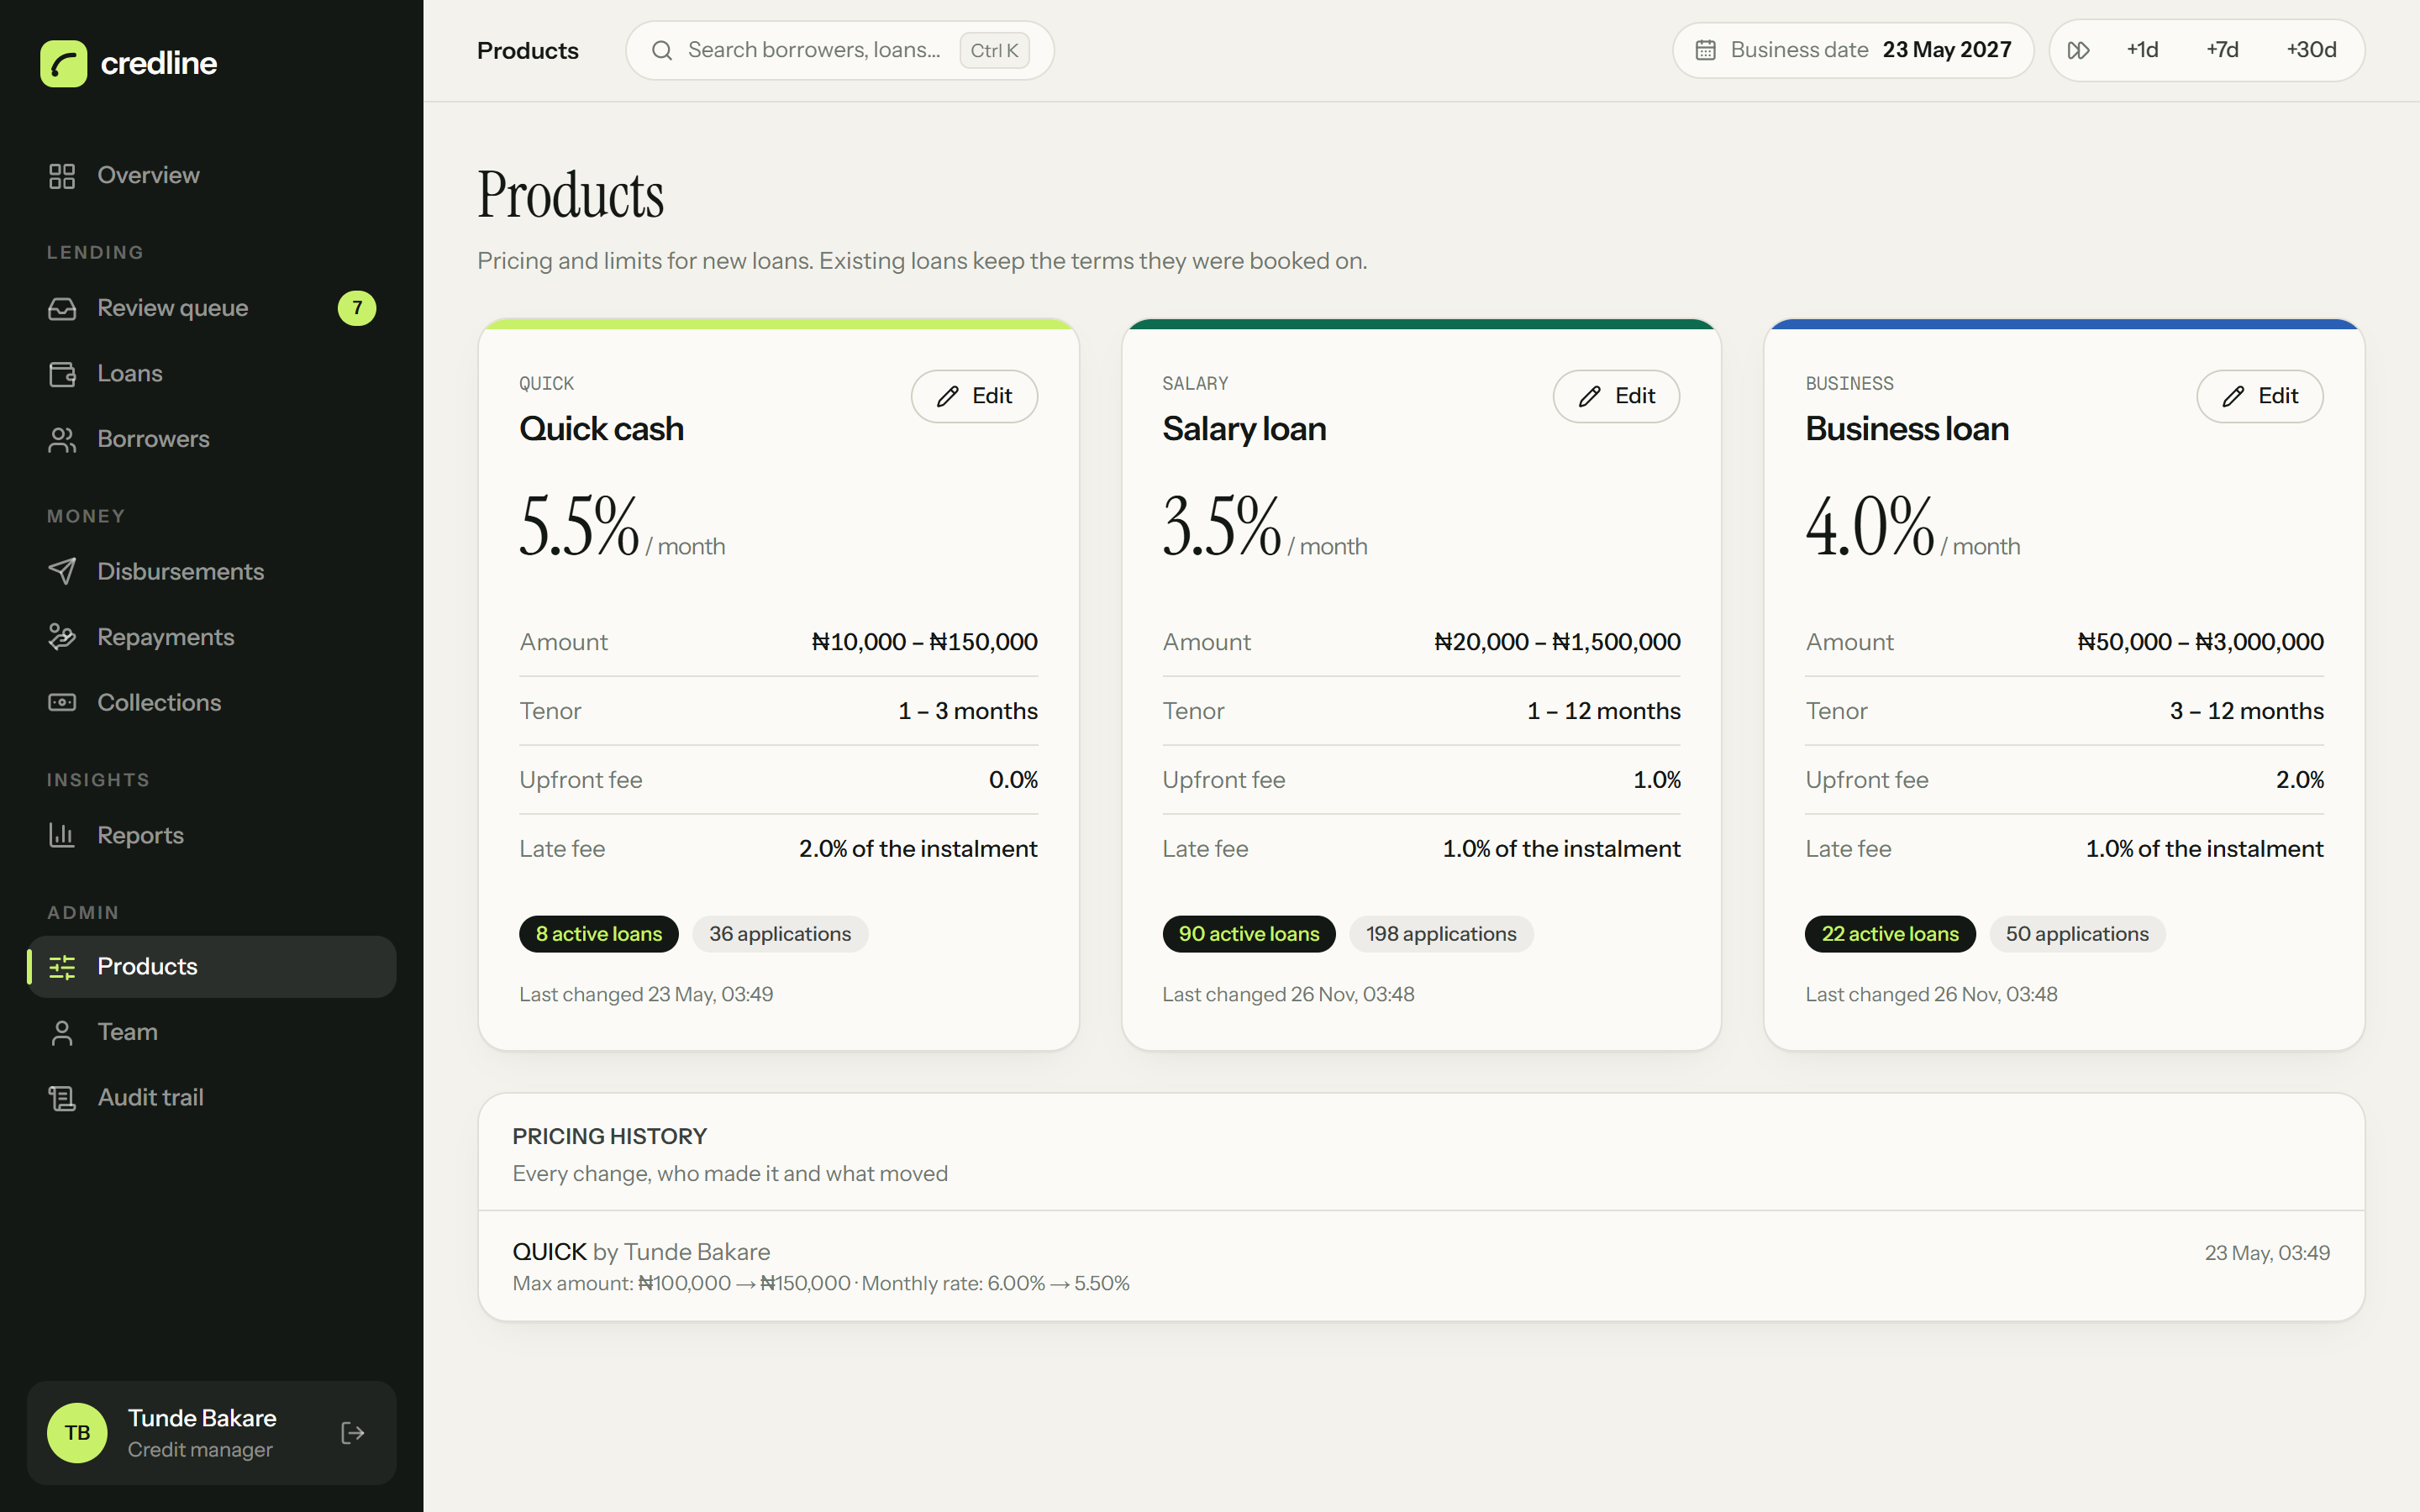 credline
Overview
LENDING
Review queue 7
Loans
Borrowers
MONEY
Disbursements
Repayments
Collections
INSIGHTS
Reports
ADMIN
Products
Team
Audit trail
TB
Tunde Bakare
Credit manager
Products
Search borrowers, loans... Ctrl K
Business date 23 May 2027
+1d +7d +30d
Products
Pricing and limits for new loans. Existing loans keep the terms they were booked on.
QUICK
Quick cash
Edit
5.5% / month
Amount ₦10,000 – ₦150,000
Tenor 1 – 3 months
Upfront fee 0.0%
Late fee 2.0% of the instalment
8 active loans 36 applications
Last changed 23 May, 03:49
SALARY
Salary loan
Edit
3.5% / month
Amount ₦20,000 – ₦1,500,000
Tenor 1 – 12 months
Upfront fee 1.0%
Late fee 1.0% of the instalment
90 active loans 198 applications
Last changed 26 Nov, 03:48
BUSINESS
Business loan
Edit
4.0% / month
Amount ₦50,000 – ₦3,000,000
Tenor 3 – 12 months
Upfront fee 2.0%
Late fee 1.0% of the instalment
22 active loans 50 applications
Last changed 26 Nov, 03:48
PRICING HISTORY
Every change, who made it and what moved
QUICK by Tunde Bakare 23 May, 03:49
Max amount: ₦100,000 → ₦150,000 · Monthly rate: 6.00% → 5.50%